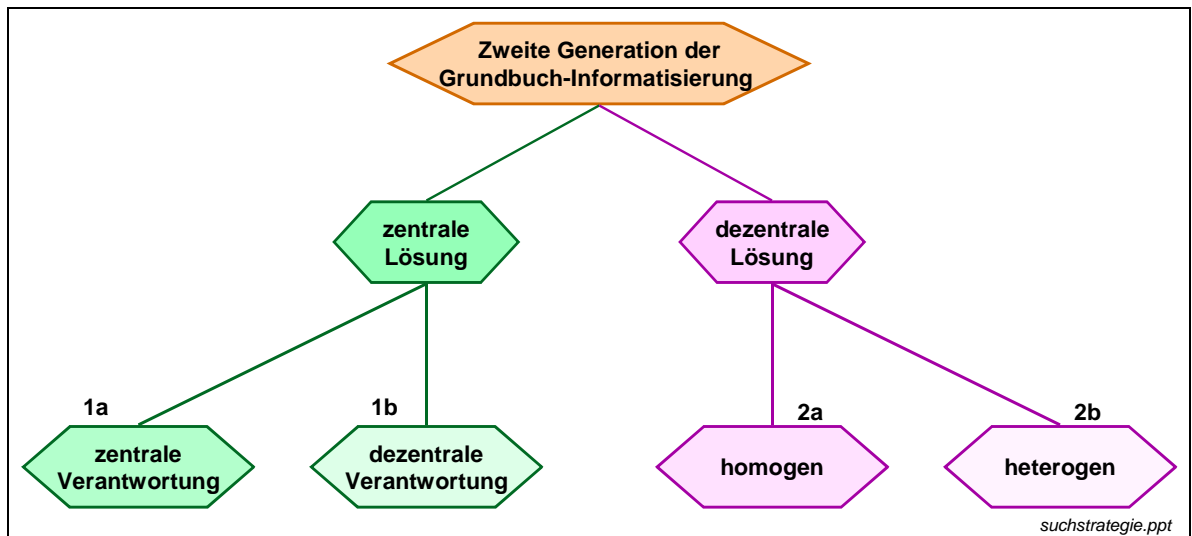 Zweite Generation der
Grundbuch-Informatisierung
zentrale
Lösung
dezentrale
Lösung
1a
zentrale
Verantwortung
1b
dezentrale
Verantwortung
2a
homogen
2b
heterogen
suchstrategie.ppt